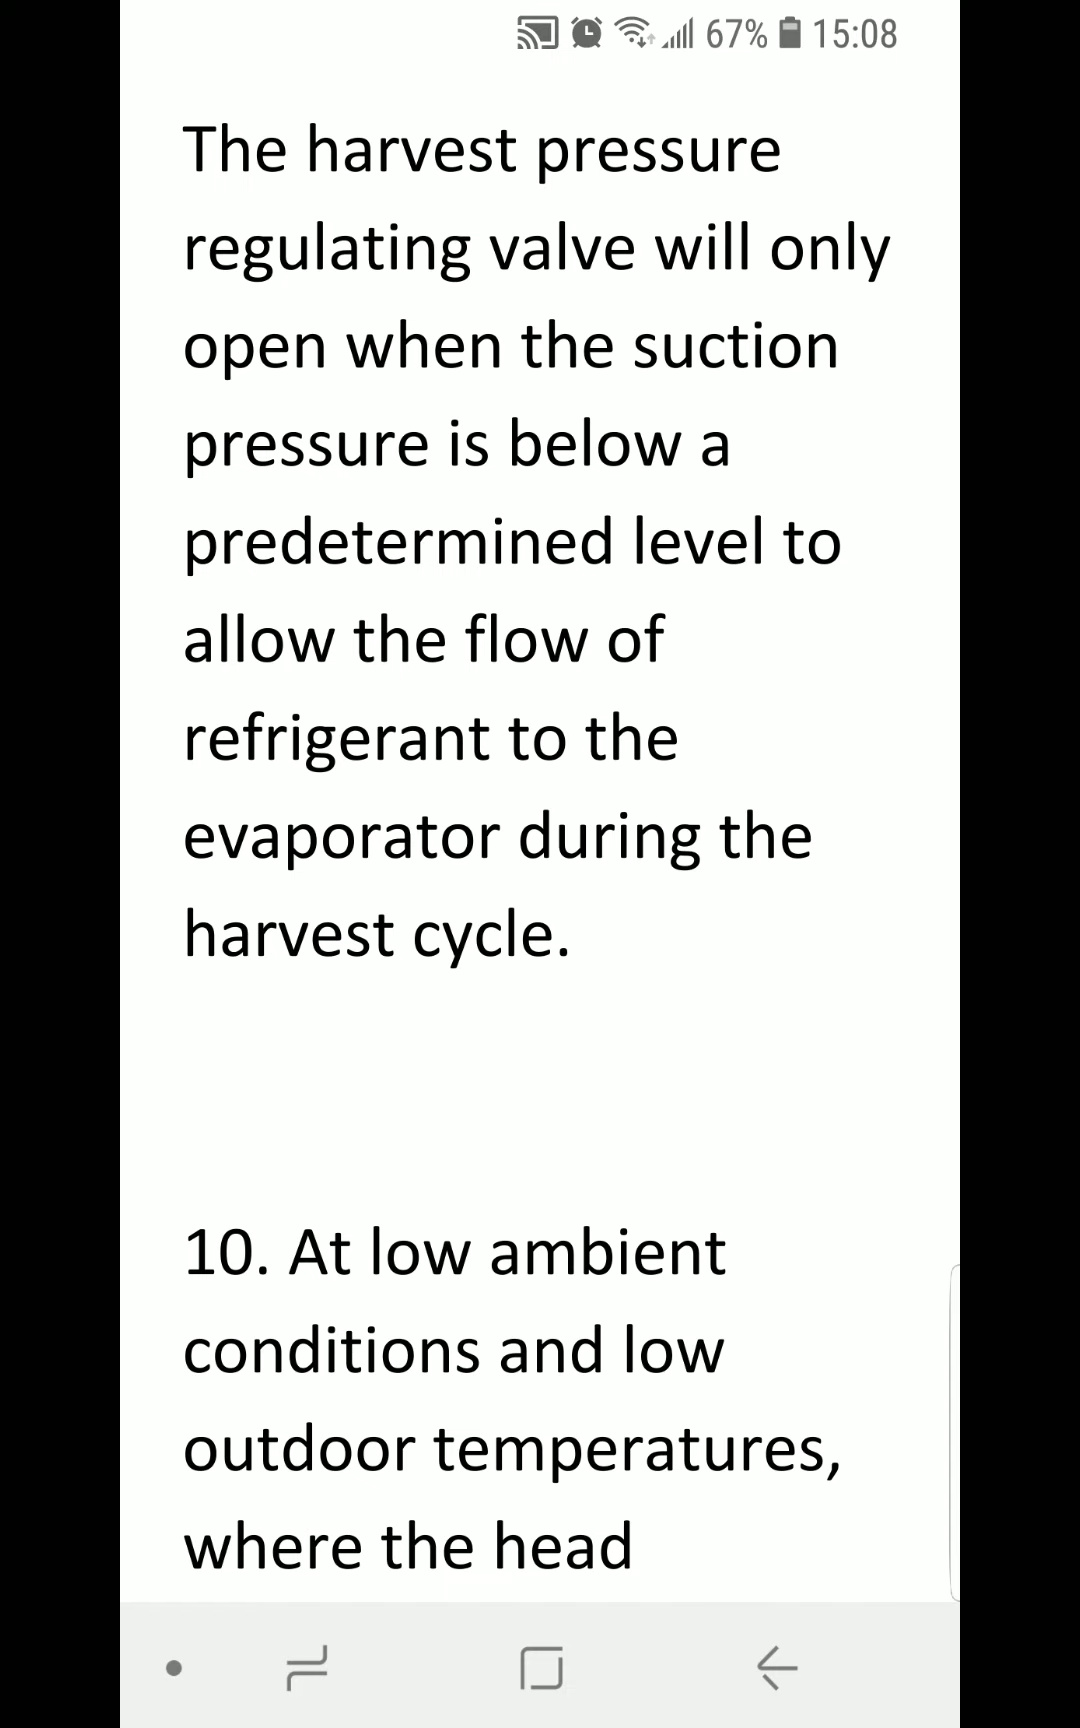 67% 15:08
The harvest pressure
regulating valve will only
open when the suction
pressure is below a
predetermined level to
allow the flow of
refrigerant to the
evaporator during the
harvest cycle.
10. At low ambient
conditions and low
outdoor temperatures,
where the head